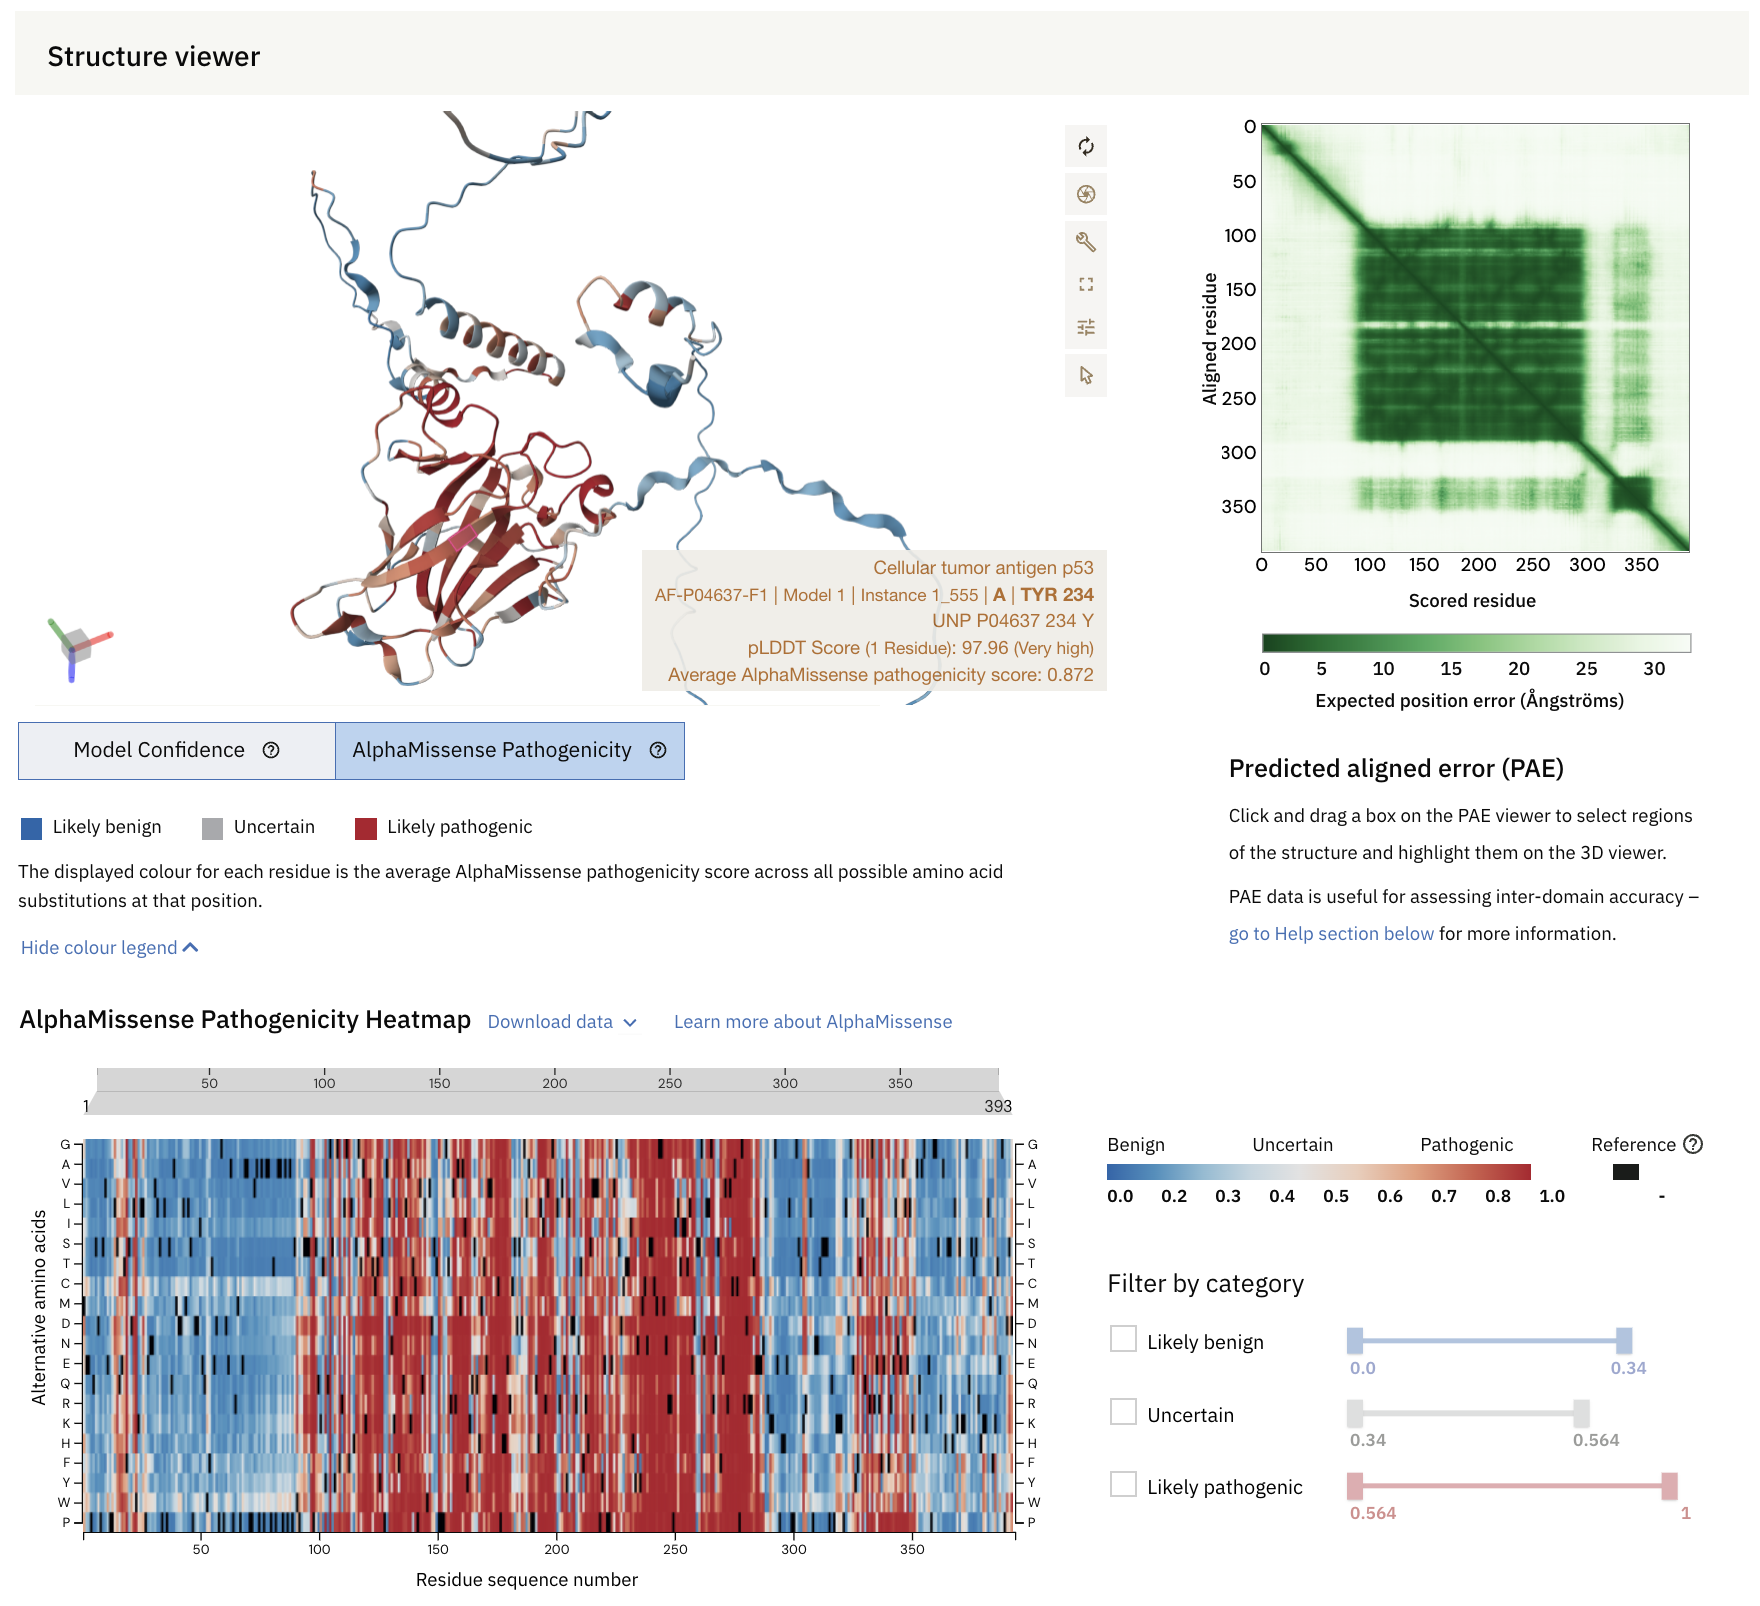 Structure viewer
Cellular tumor antigen p53
AF-P04637-F1 | Model 1 | Instance 1_555 | A | TYR 234
UNP P04637 234 Y
pLDDT Score (1 Residue): 97.96 (Very high)
Average AlphaMissense pathogenicity score: 0.872
0
50
100
150
200
250
300
350
Aligned residue
0 50 100 150 200 250 300 350
Scored residue
0 5 10 15 20 25 30
Expected position error (Ångströms)
Model Confidence
AlphaMissense Pathogenicity
Likely benign Uncertain Likely pathogenic
The displayed colour for each residue is the average AlphaMissense pathogenicity score across all possible amino acid
substitutions at that position.
Hide colour legend
Predicted aligned error (PAE)
Click and drag a box on the PAE viewer to select regions
of the structure and highlight them on the 3D viewer.
PAE data is useful for assessing inter-domain accuracy –
go to Help section below for more information.
AlphaMissense Pathogenicity Heatmap Download data Learn more about AlphaMissense
50 100 150 200 250 300 350
1 393
Alternative amino acids
G G
A A
V V
L L
I I
S S
T T
C C
M M
D D
N N
E E
Q Q
R R
K K
H H
F F
Y Y
W W
P P
50 100 150 200 250 300 350
Residue sequence number
Benign Uncertain Pathogenic Reference ?
0.0 0.2 0.3 0.4 0.5 0.6 0.7 0.8 1.0 -
Filter by category
Likely benign
0.0 0.34
Uncertain
0.34 0.564
Likely pathogenic
0.564 1